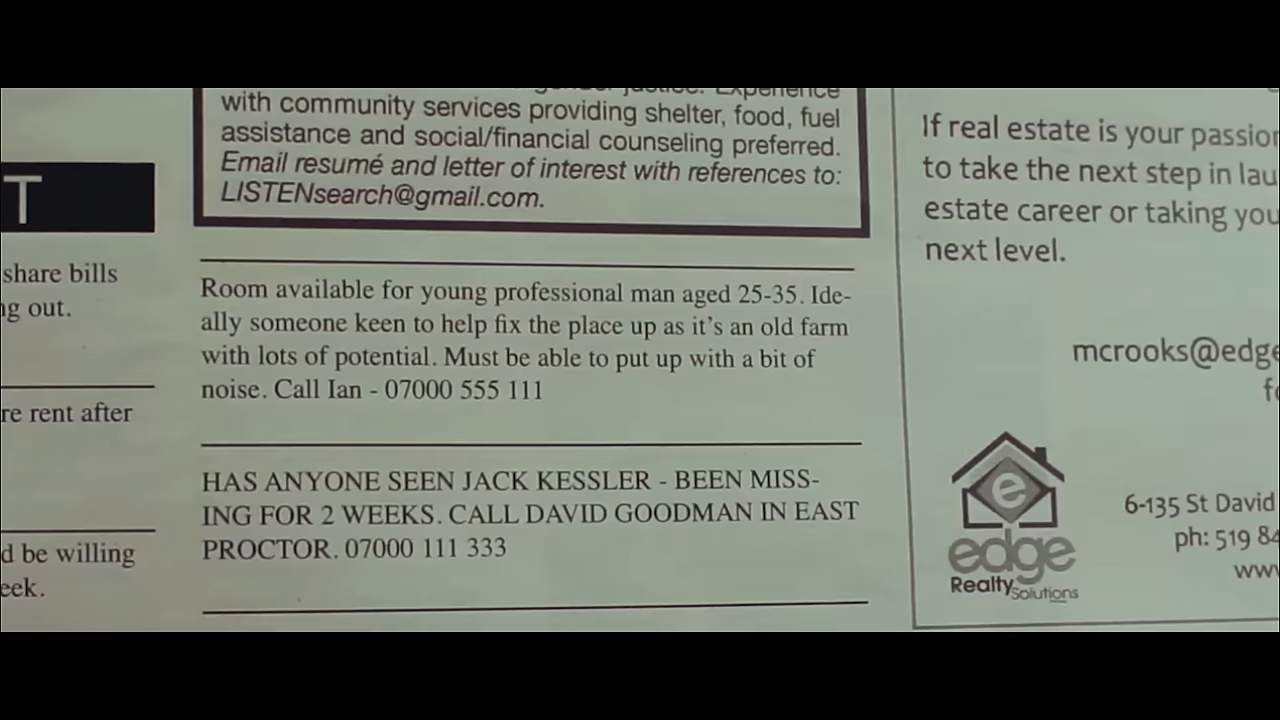 T
share bills
ng out.
re rent after
d be willing
eek.
Experience
with community services providing shelter, food, fuel
assistance and social/financial counseling preferred.
Email resumé and letter of interest with references to:
LISTENsearch@gmail.com.
Room available for young professional man aged 25-35. Ide-
ally someone keen to help fix the place up as it's an old farm
with lots of potential. Must be able to put up with a bit of
noise. Call Ian - 07000 555 111
HAS ANYONE SEEN JACK KESSLER - BEEN MISS-
ING FOR 2 WEEKS. CALL DAVID GOODMAN IN EAST
PROCTOR. 07000 111 333
If real estate is your passion
to take the next step in lau
estate career or taking you
next level.
mcrooks@edge
fo
e
edge
Realty Solutions
6-135 St David
ph: 519 84
www